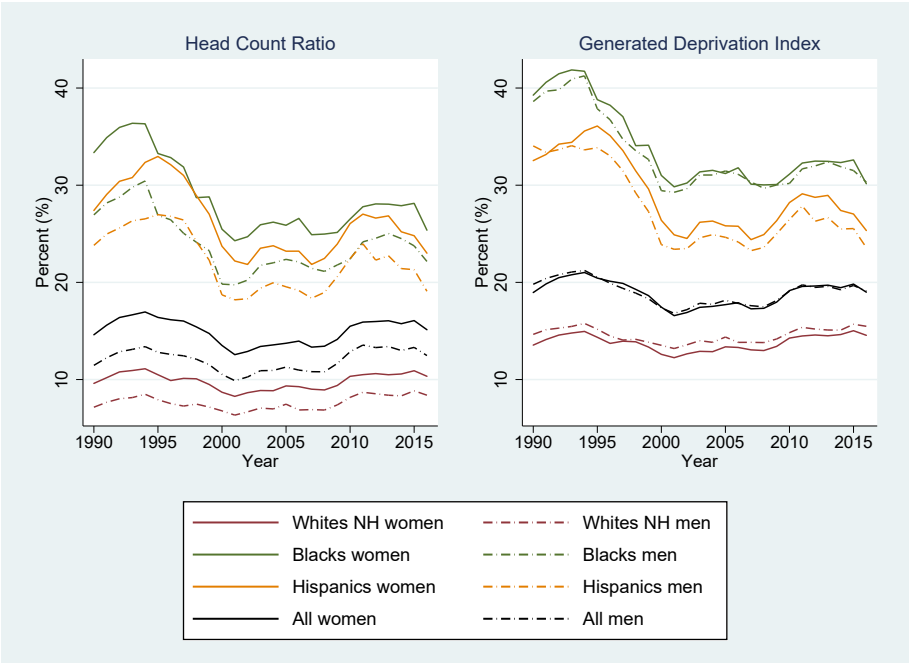 Head Count Ratio
Percent (%)
40
30
20
10
1990 1995 2000 2005 2010 2015
Year
Generated Deprivation Index
Percent (%)
40
30
20
10
1990 1995 2000 2005 2010 2015
Year
Whites NH women Whites NH men
Blacks women Blacks men
Hispanics women Hispanics men
All women All men